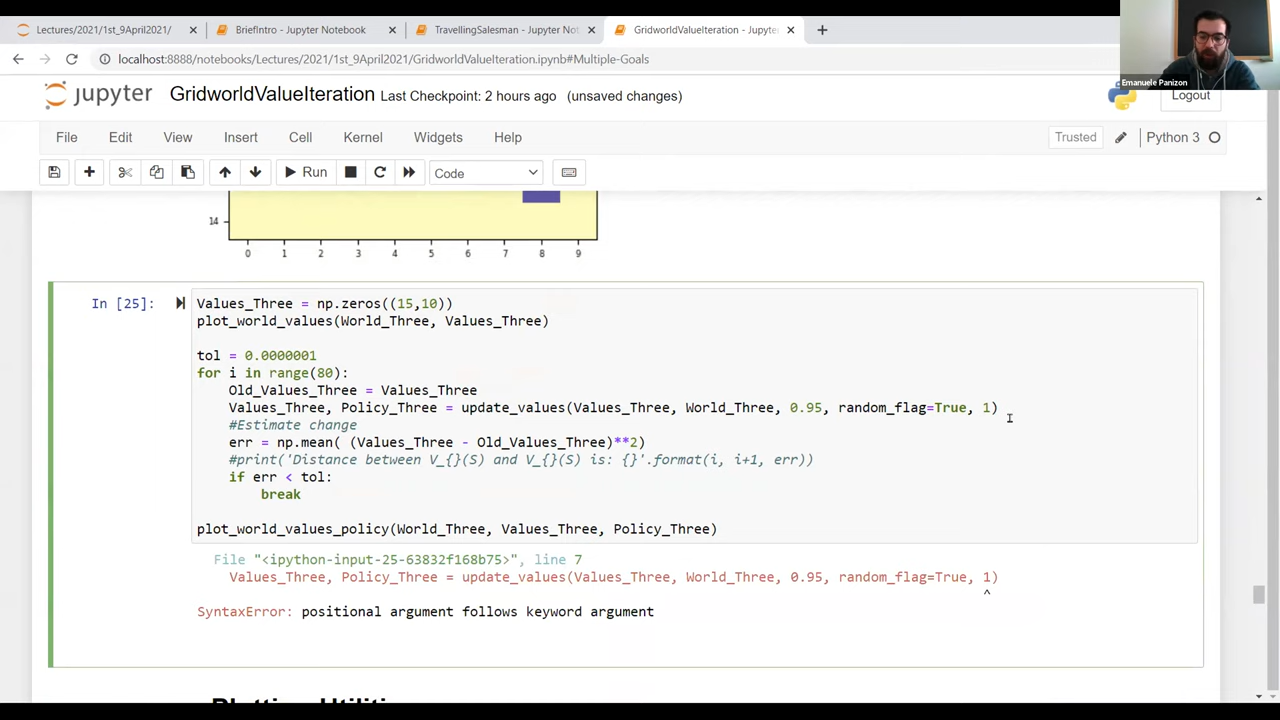 Lectures/2021/1st_9April2021/
BriefIntro - Jupyter Notebook
TravellingSalesman - Jupyter Not
GridworldValueIteration - Jupyte
localhost:8888/notebooks/Lectures/2021/1st_9April2021/GridworldValueIteration.ipynb#Multiple-Goals
Emanuele Panizon
jupyter GridworldValueIteration Last Checkpoint: 2 hours ago (unsaved changes)
Logout
File Edit View Insert Cell Kernel Widgets Help
Trusted Python 3
Run Code
14
0 1 2 3 4 5 6 7 8 9
In [25]:
Values_Three = np.zeros((15,10))
plot_world_values(World_Three, Values_Three)
tol = 0.0000001
for i in range(80):
Old_Values_Three = Values_Three
Values_Three, Policy_Three = update_values(Values_Three, World_Three, 0.95, random_flag=True, 1)
#Estimate change
err = np.mean( (Values_Three - Old_Values_Three)**2)
#print('Distance between V_{}(S) and V_{}(S) is: {}'.format(i, i+1, err))
if err < tol:
break
plot_world_values_policy(World_Three, Values_Three, Policy_Three)
File "<ipython-input-25-63832f168b75>", line 7
Values_Three, Policy_Three = update_values(Values_Three, World_Three, 0.95, random_flag=True, 1)
^
SyntaxError: positional argument follows keyword argument